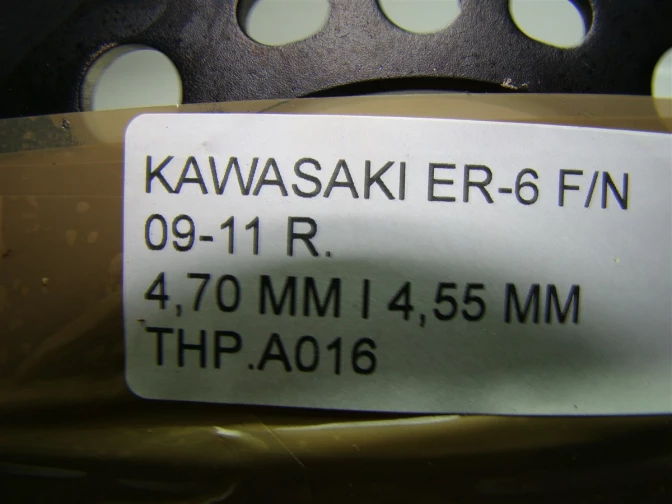 KAWASAKI ER-6 F/N
09-11 R.
4,70 MM I 4,55 MM
THP.A016